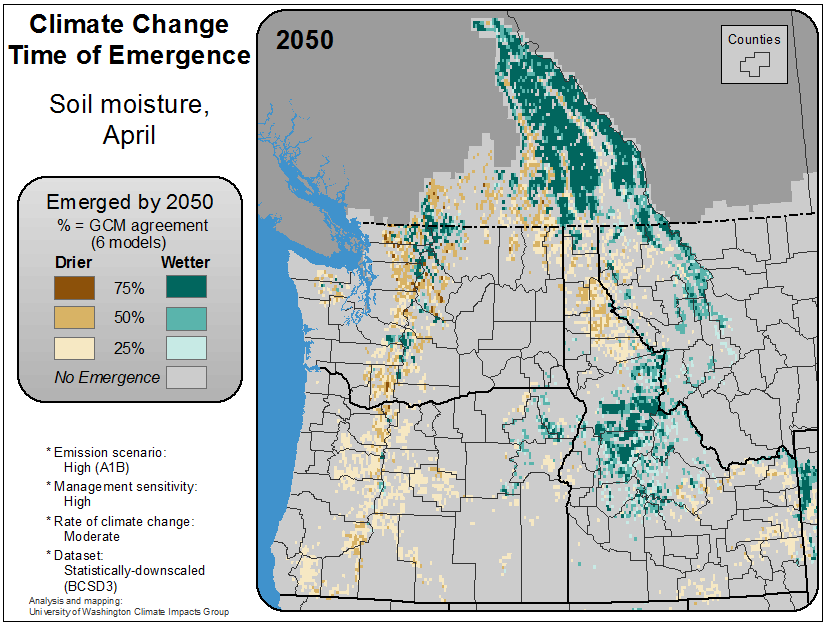 Climate Change
Time of Emergence
Soil moisture,
April
Emerged by 2050
% = GCM agreement
(6 models)
Drier Wetter
75%
50%
25%
No Emergence
* Emission scenario:
High (A1B)
* Management sensitivity:
High
* Rate of climate change:
Moderate
* Dataset:
Statistically-downscaled
(BCSD3)
Analysis and mapping:
University of Washington Climate Impacts Group
2050
Counties